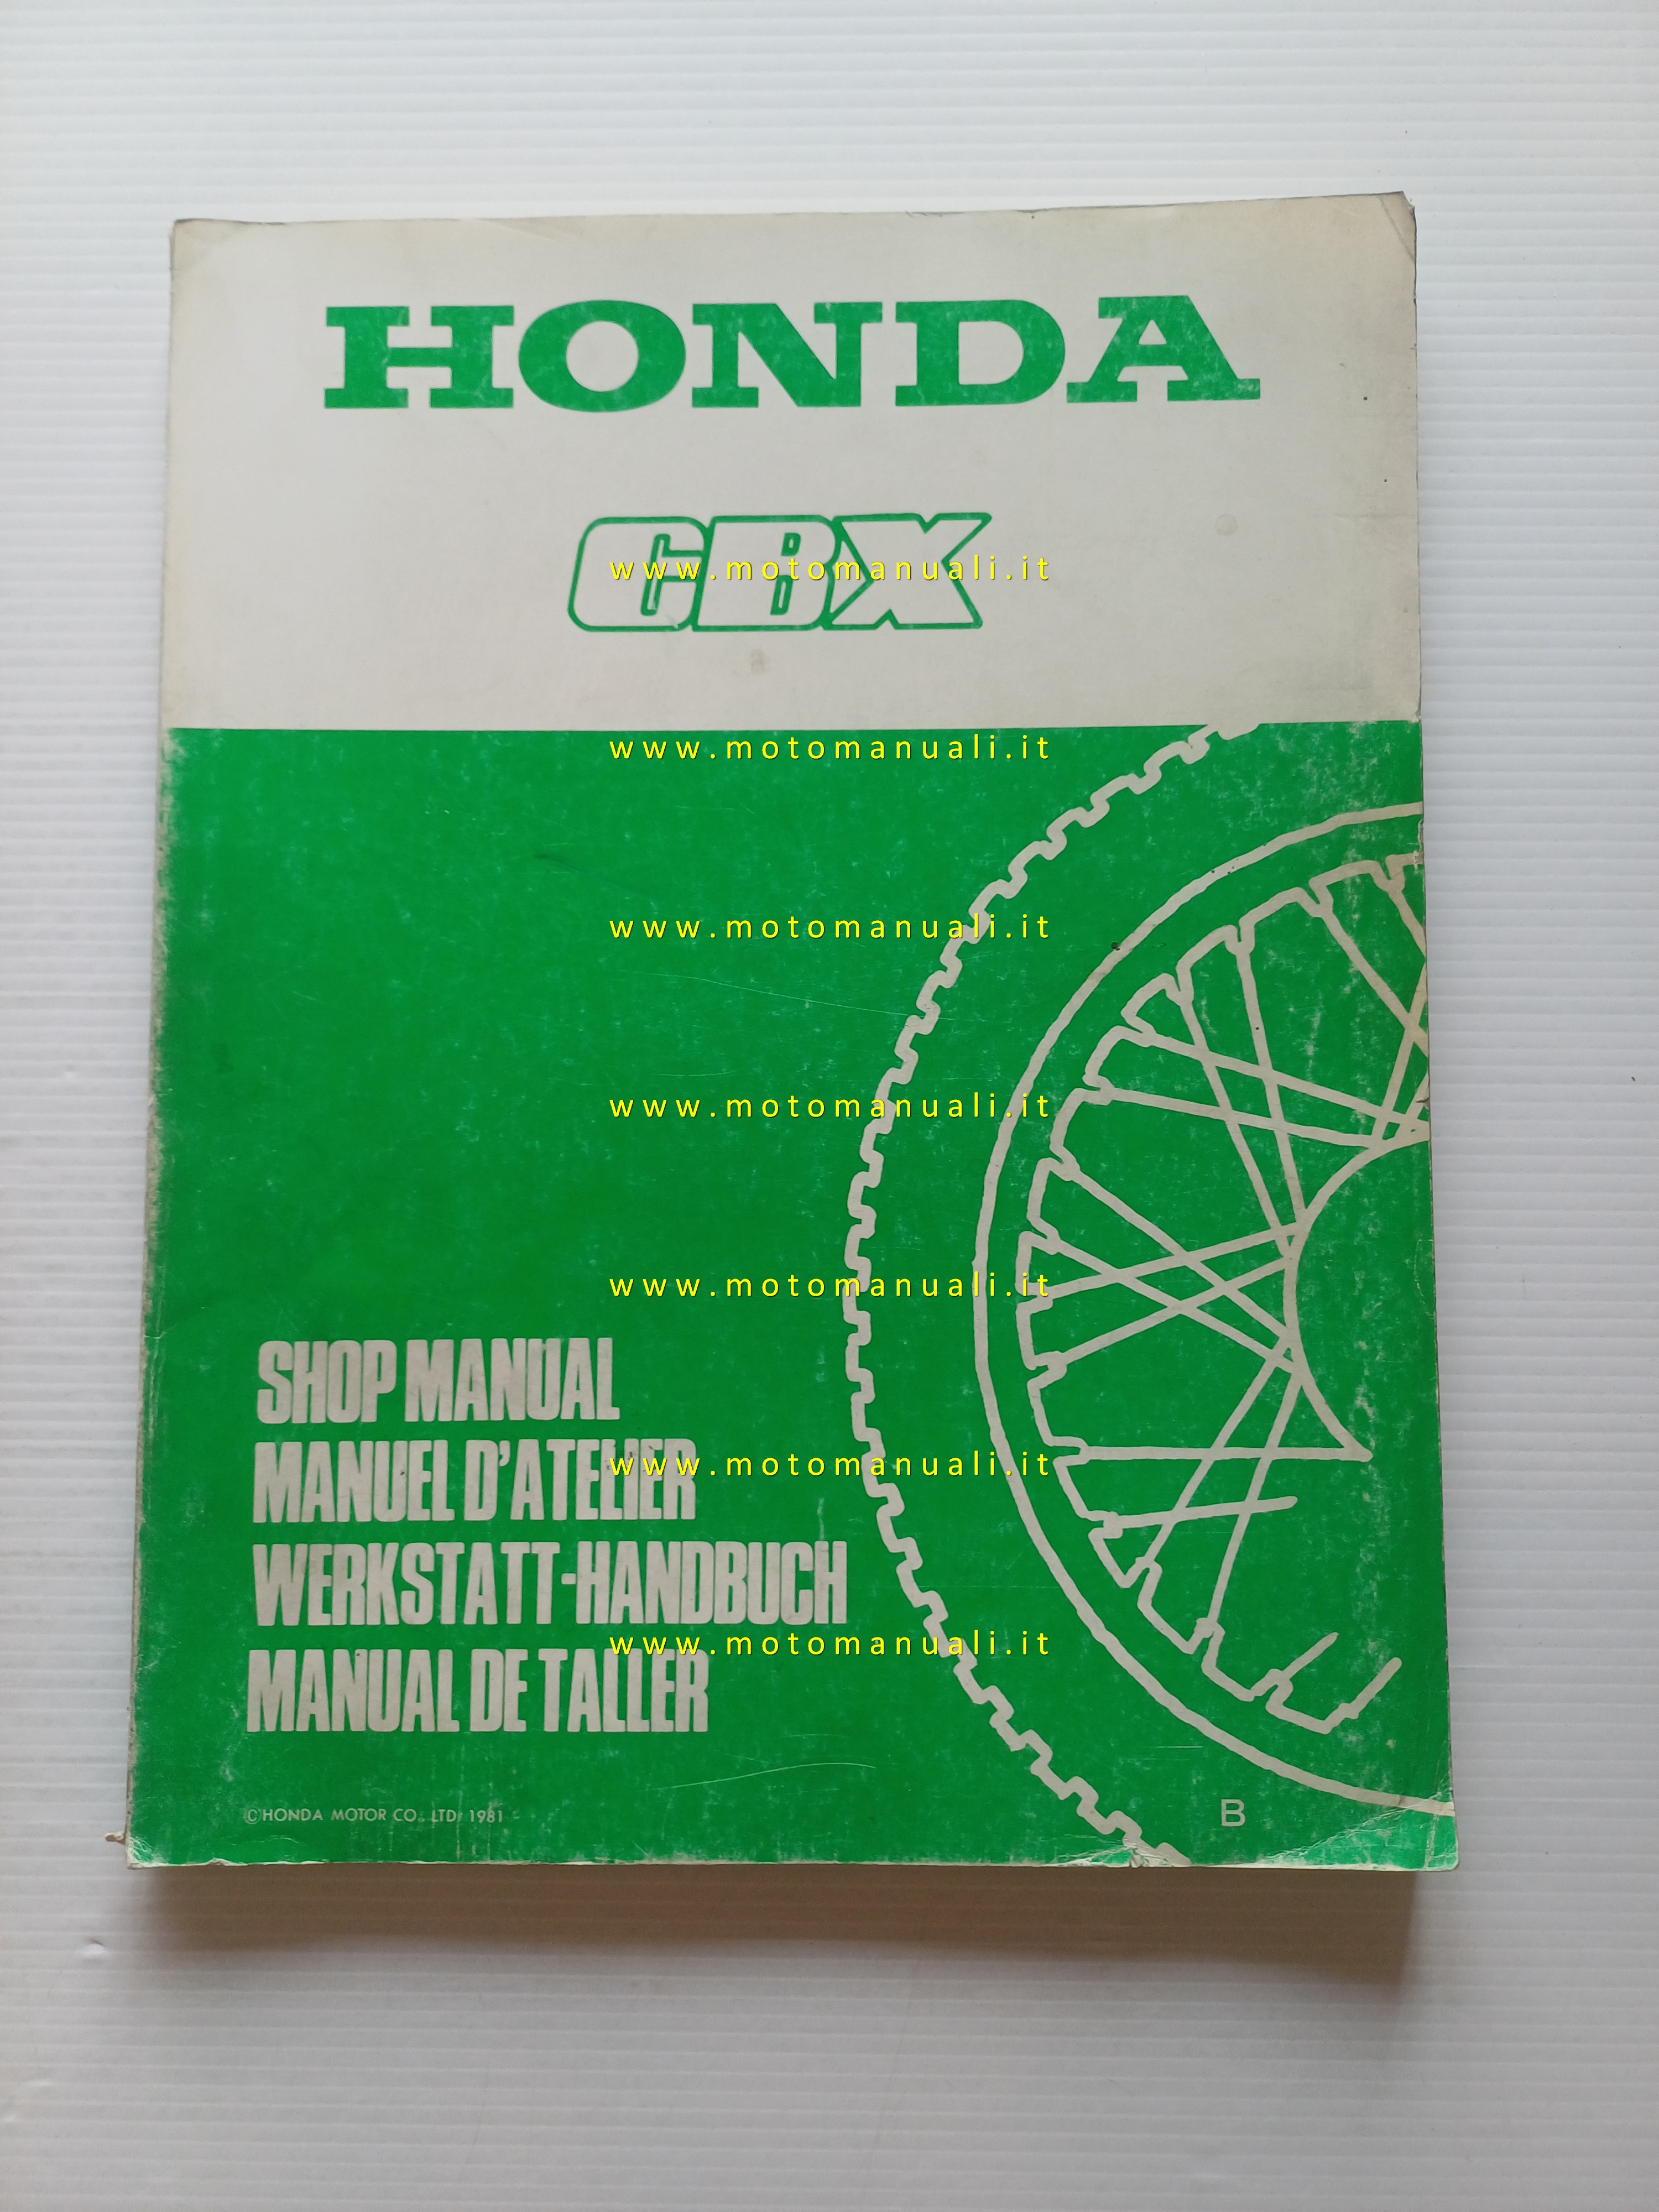 HONDA
CBX
www.motomanuali.it
www.motomanuali.it
www.motomanuali.it
www.motomanuali.it
www.motomanuali.it
SHOP MANUAL
MANUEL D'ATELIER
www.motomanuali.it
WERKSTATT-HANDBUCH
www.motomanuali.it
MANUAL DE TALLER
© HONDA MOTOR CO., LTD. 1981
B